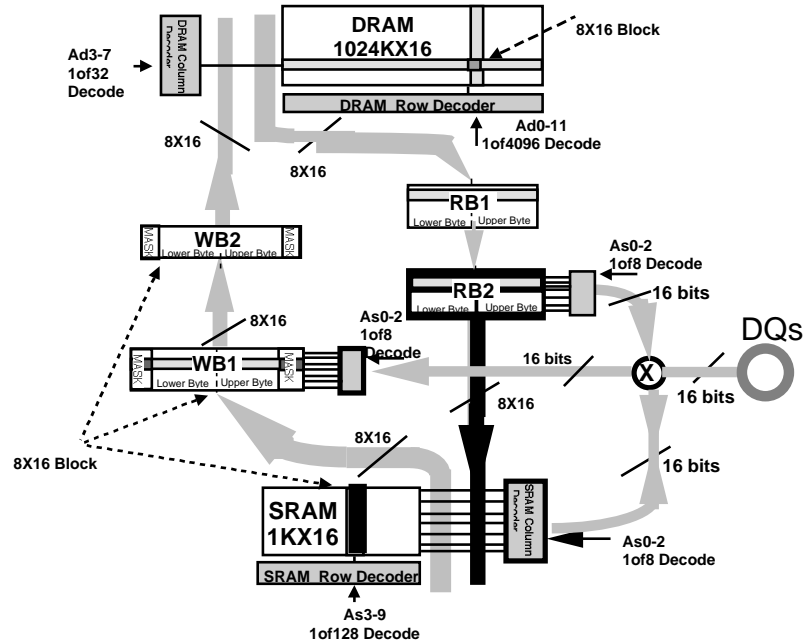 DRAM
1024KX16
8X16 Block
DRAM Column
Decoder
Ad3-7
1of32
Decode
DRAM Row Decoder
Ad0-11
1of4096 Decode
8X16
8X16
RB1
Lower Byte
Upper Byte
MASK
WB2
Lower Byte
Upper Byte
MASK
As0-2
1of8 Decode
RB2
Lower Byte
Upper Byte
16 bits
8X16
As0-2
1of8
Decode
DQs
MASK
WB1
Lower Byte
Upper Byte
MASK
16 bits
X
16 bits
8X16
8X16
8X16 Block
16 bits
SRAM
1KX16
SRAM Column
Decoder
As0-2
1of8 Decode
SRAM Row Decoder
As3-9
1of128 Decode